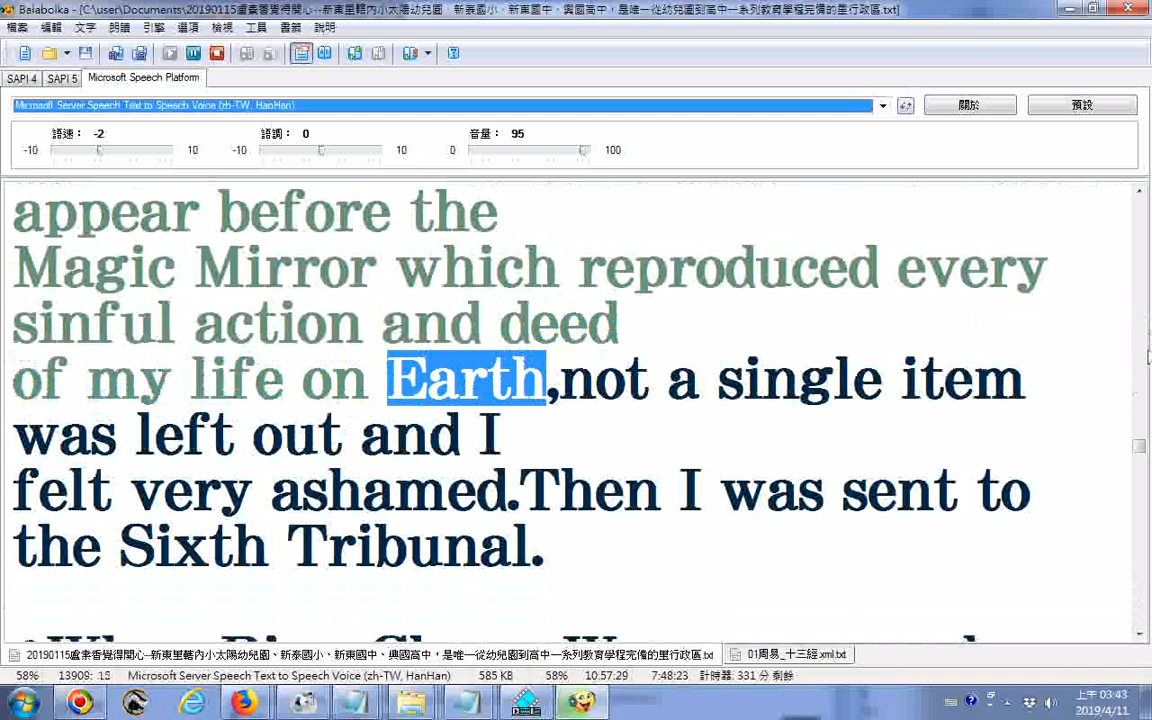 Balabolka - [C:\user\Documents\20190115盧素香覺得開心--新東里轄內小太陽幼兒園、新泰國小、新東國中、興國高中，是唯一從幼兒園到高中一系列教育學程完備的里行政區.txt]
檔案 編輯 文字 朗讀 引擎 選項 檢視 工具 書籤 說明
SAPI 4 SAPI 5 Microsoft Speech Platform
Microsoft Server Speech Text to Speech Voice (zh-TW, HanHan) 關於 預設
語速： -2 語調： 0 音量： 95
-10 10 -10 10 0 100
appear before the
Magic Mirror which reproduced every
sinful action and deed
of my life on Earth,not a single item
was left out and I
felt very ashamed.Then I was sent to
the Sixth Tribunal.
20190115盧素香覺得開心--新東里轄內小太陽幼兒園、新泰國小、新東國中、興國高中，是唯一從幼兒園到高中一系列教育學程完備的里行政區.txt 01周易_十三經.xml.txt
58% 13909: 13 Microsoft Server Speech Text to Speech Voice (zh-TW, HanHan) 585 KB 58% 10:57:29 7:48:23 計時器: 331 分 剩餘
上午 03:43
2019/4/11